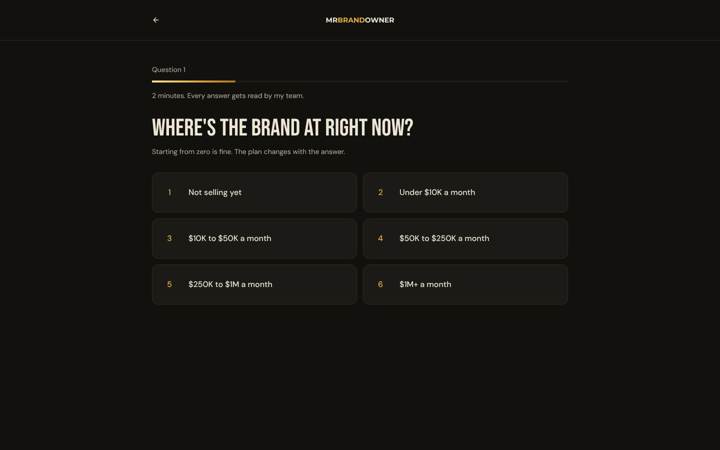 MRBRANDOWNER
Question 1
2 minutes. Every answer gets read by my team.
WHERE'S THE BRAND AT RIGHT NOW?
Starting from zero is fine. The plan changes with the answer.
1 Not selling yet
2 Under $10K a month
3 $10K to $50K a month
4 $50K to $250K a month
5 $250K to $1M a month
6 $1M+ a month